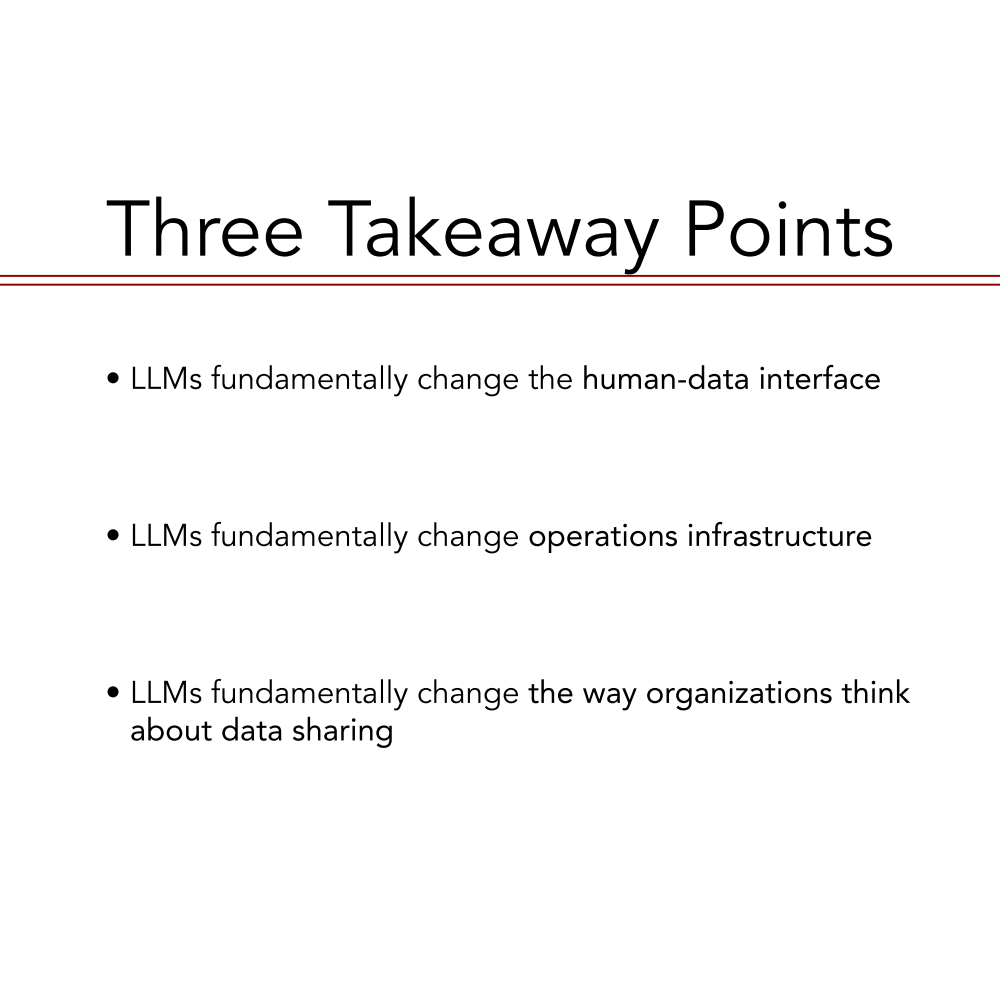 Three Takeaway Points
• LLMs fundamentally change the human-data interface
• LLMs fundamentally change operations infrastructure
• LLMs fundamentally change the way organizations think
about data sharing